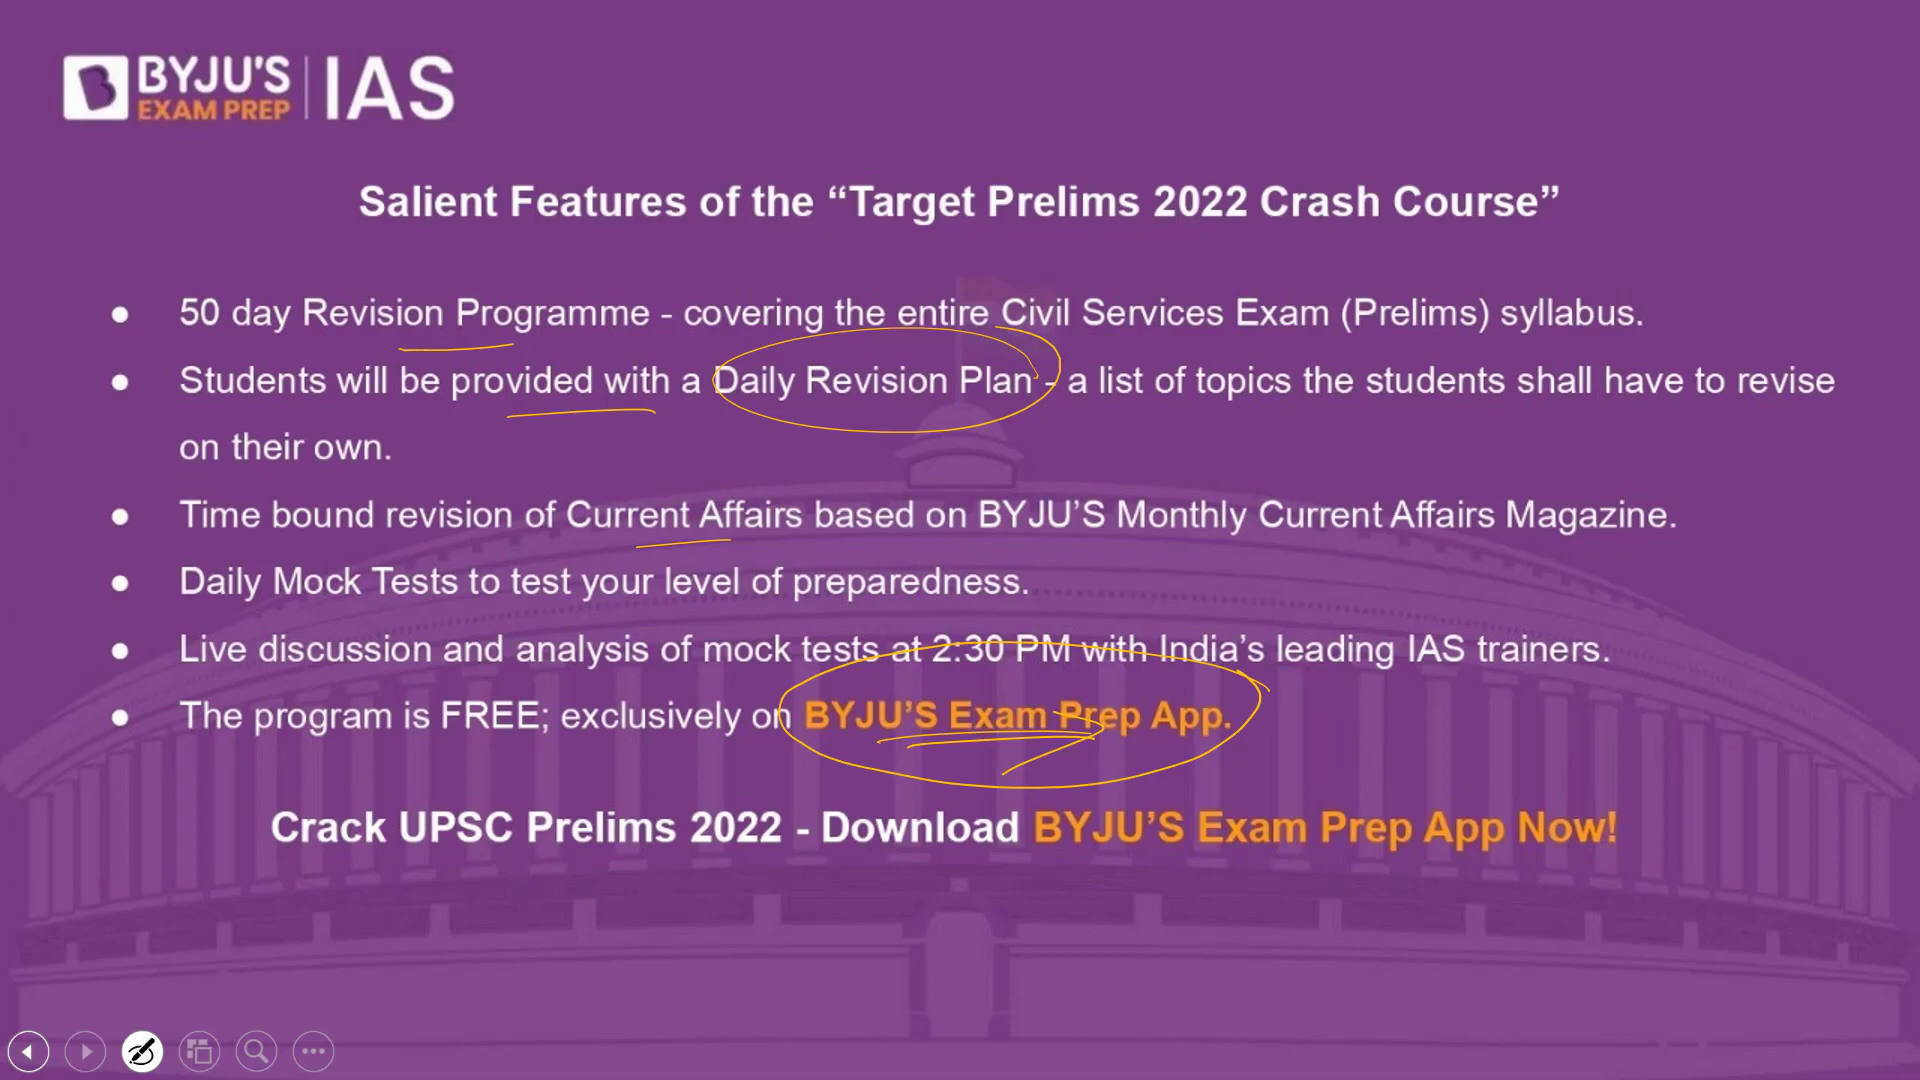 BYJU'S
EXAM PREP
IAS
Salient Features of the “Target Prelims 2022 Crash Course”
● 50 day Revision Programme - covering the entire Civil Services Exam (Prelims) syllabus.
● Students will be provided with a Daily Revision Plan - a list of topics the students shall have to revise
on their own.
● Time bound revision of Current Affairs based on BYJU’S Monthly Current Affairs Magazine.
● Daily Mock Tests to test your level of preparedness.
● Live discussion and analysis of mock tests at 2:30 PM with India’s leading IAS trainers.
● The program is FREE; exclusively on BYJU’S Exam Prep App.
Crack UPSC Prelims 2022 - Download BYJU’S Exam Prep App Now!